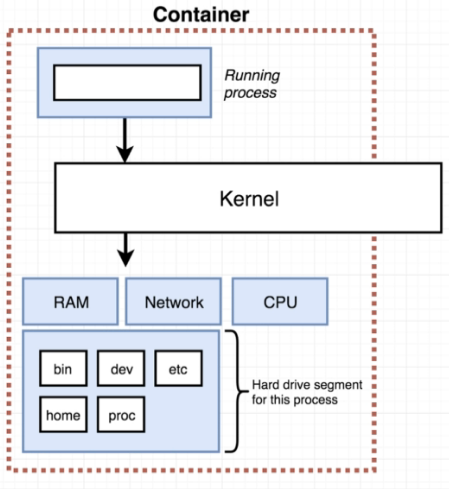 Container
Running
process
Kernel
RAM
Network
CPU
bin
dev
etc
home
proc
Hard drive segment
for this process